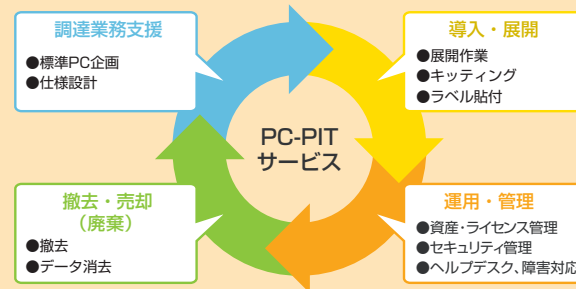 調達業務支援
●標準PC企画
●仕様設計
導入・展開
●展開作業
●キッティング
●ラベル貼付
PC-PIT
サービス
撤去・売却
（廃棄）
●撤去
●データ消去
運用・管理
●資産・ライセンス管理
●セキュリティ管理
●ヘルプデスク、障害対応